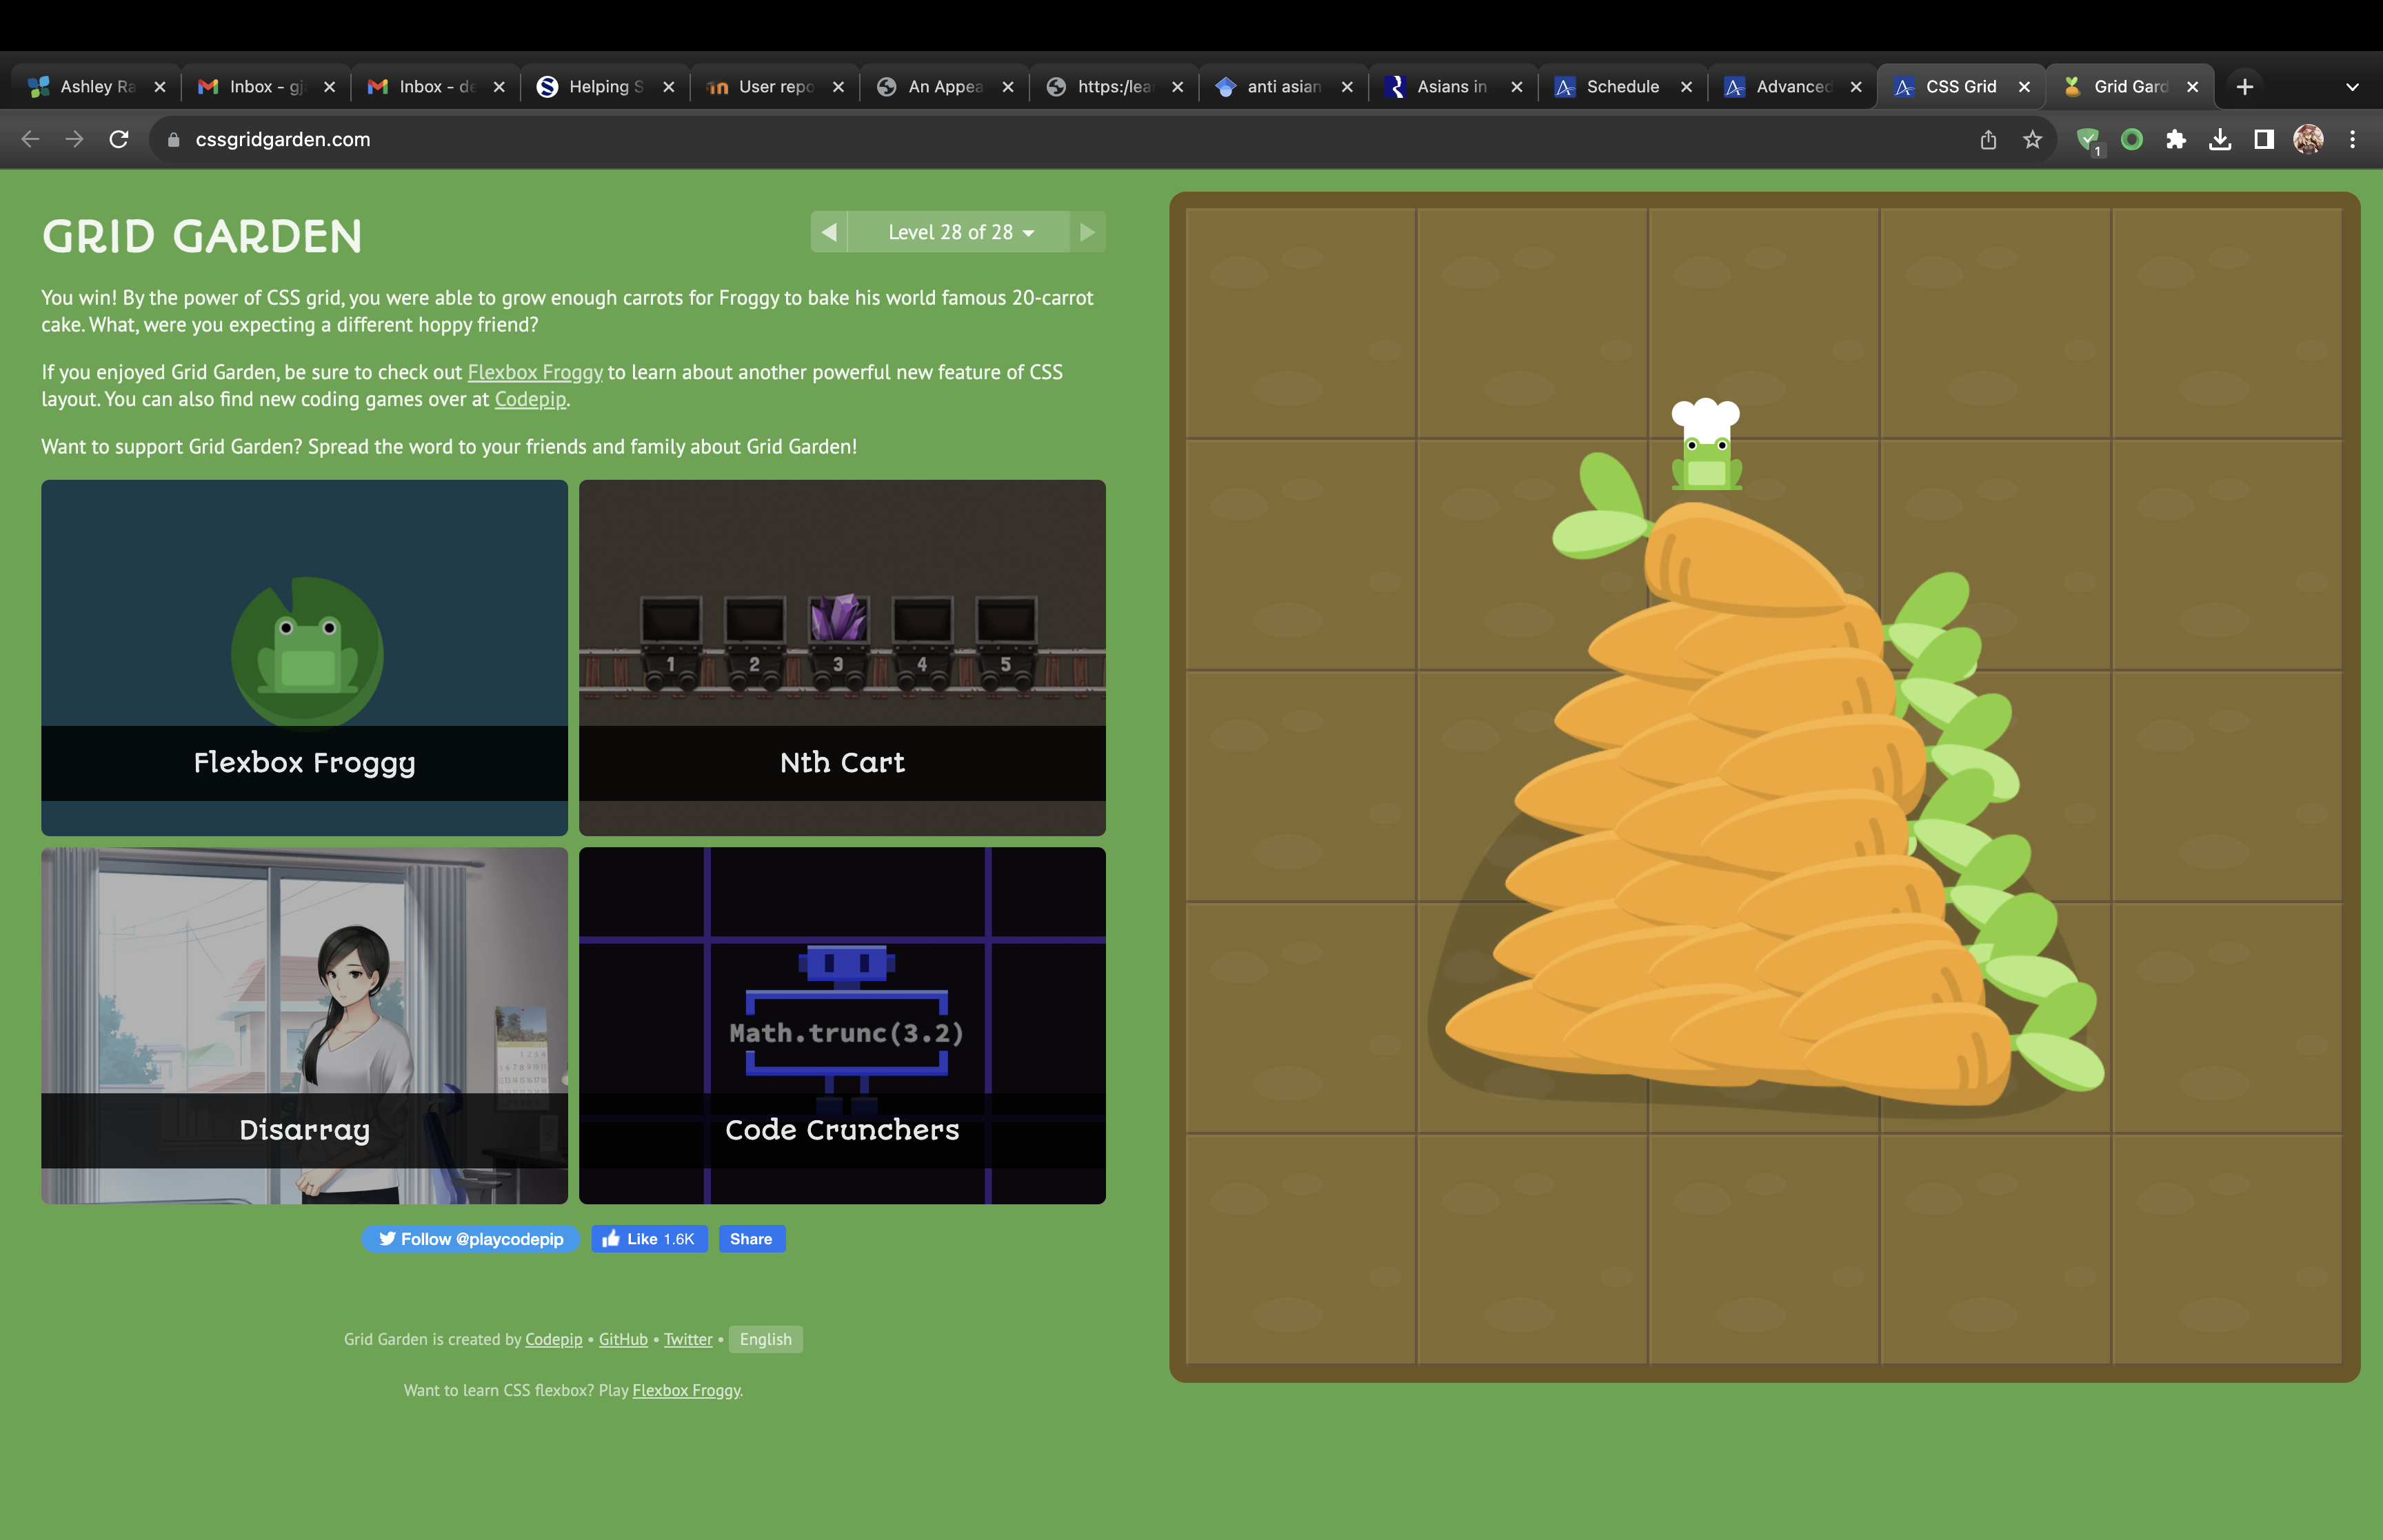 Ashley Ra
Inbox - gj
Inbox - de
Helping S
User repo
An Appea
https:/lear
anti asian
Asians in
Schedule
Advanced
CSS Grid
Grid Gard
cssgridgarden.com
1
GRID GARDEN
Level 28 of 28
You win! By the power of CSS grid, you were able to grow enough carrots for Froggy to bake his world famous 20-carrot
cake. What, were you expecting a different hoppy friend?
If you enjoyed Grid Garden, be sure to check out Flexbox Froggy to learn about another powerful new feature of CSS
layout. You can also find new coding games over at Codepip.
Want to support Grid Garden? Spread the word to your friends and family about Grid Garden!
Flexbox Froggy
1 2 3 4 5
Nth Cart
Disarray
Math.trunc(3.2)
Code Crunchers
Follow @playcodepip
Like 1.6K
Share
Grid Garden is created by Codepip • GitHub • Twitter • English
Want to learn CSS flexbox? Play Flexbox Froggy.